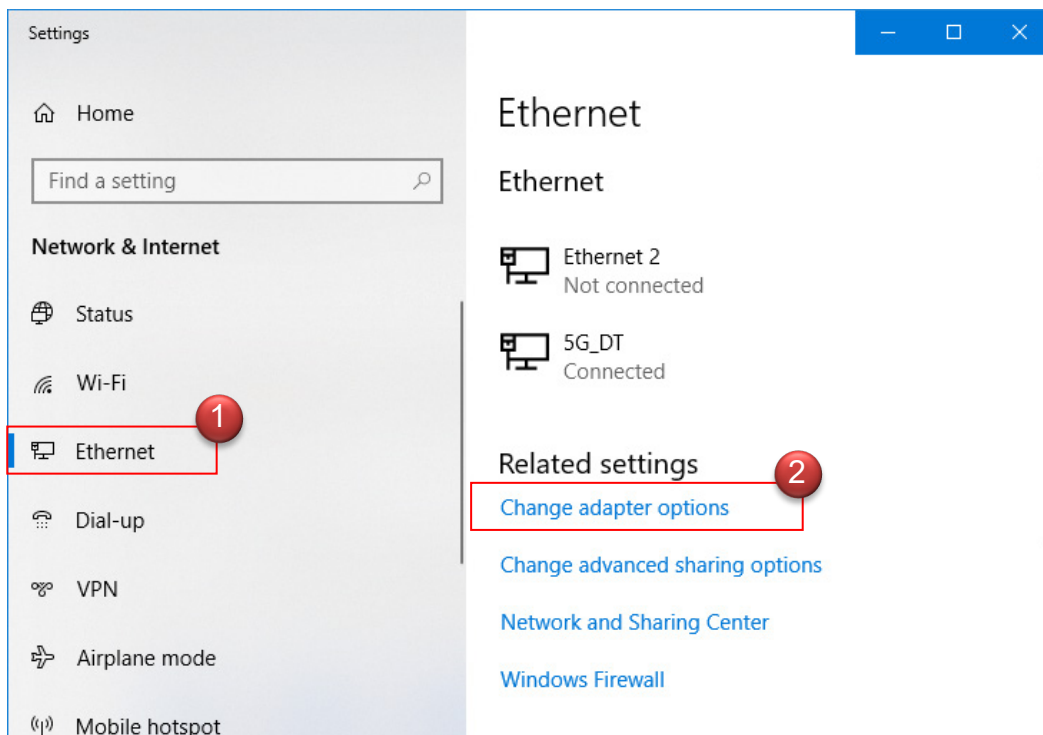 Settings
Home
Find a setting
Network & Internet
Status
Wi-Fi
1
Ethernet
Dial-up
VPN
Airplane mode
Mobile hotspot
Ethernet
Ethernet
Ethernet 2
Not connected
5G_DT
Connected
Related settings
2
Change adapter options
Change advanced sharing options
Network and Sharing Center
Windows Firewall